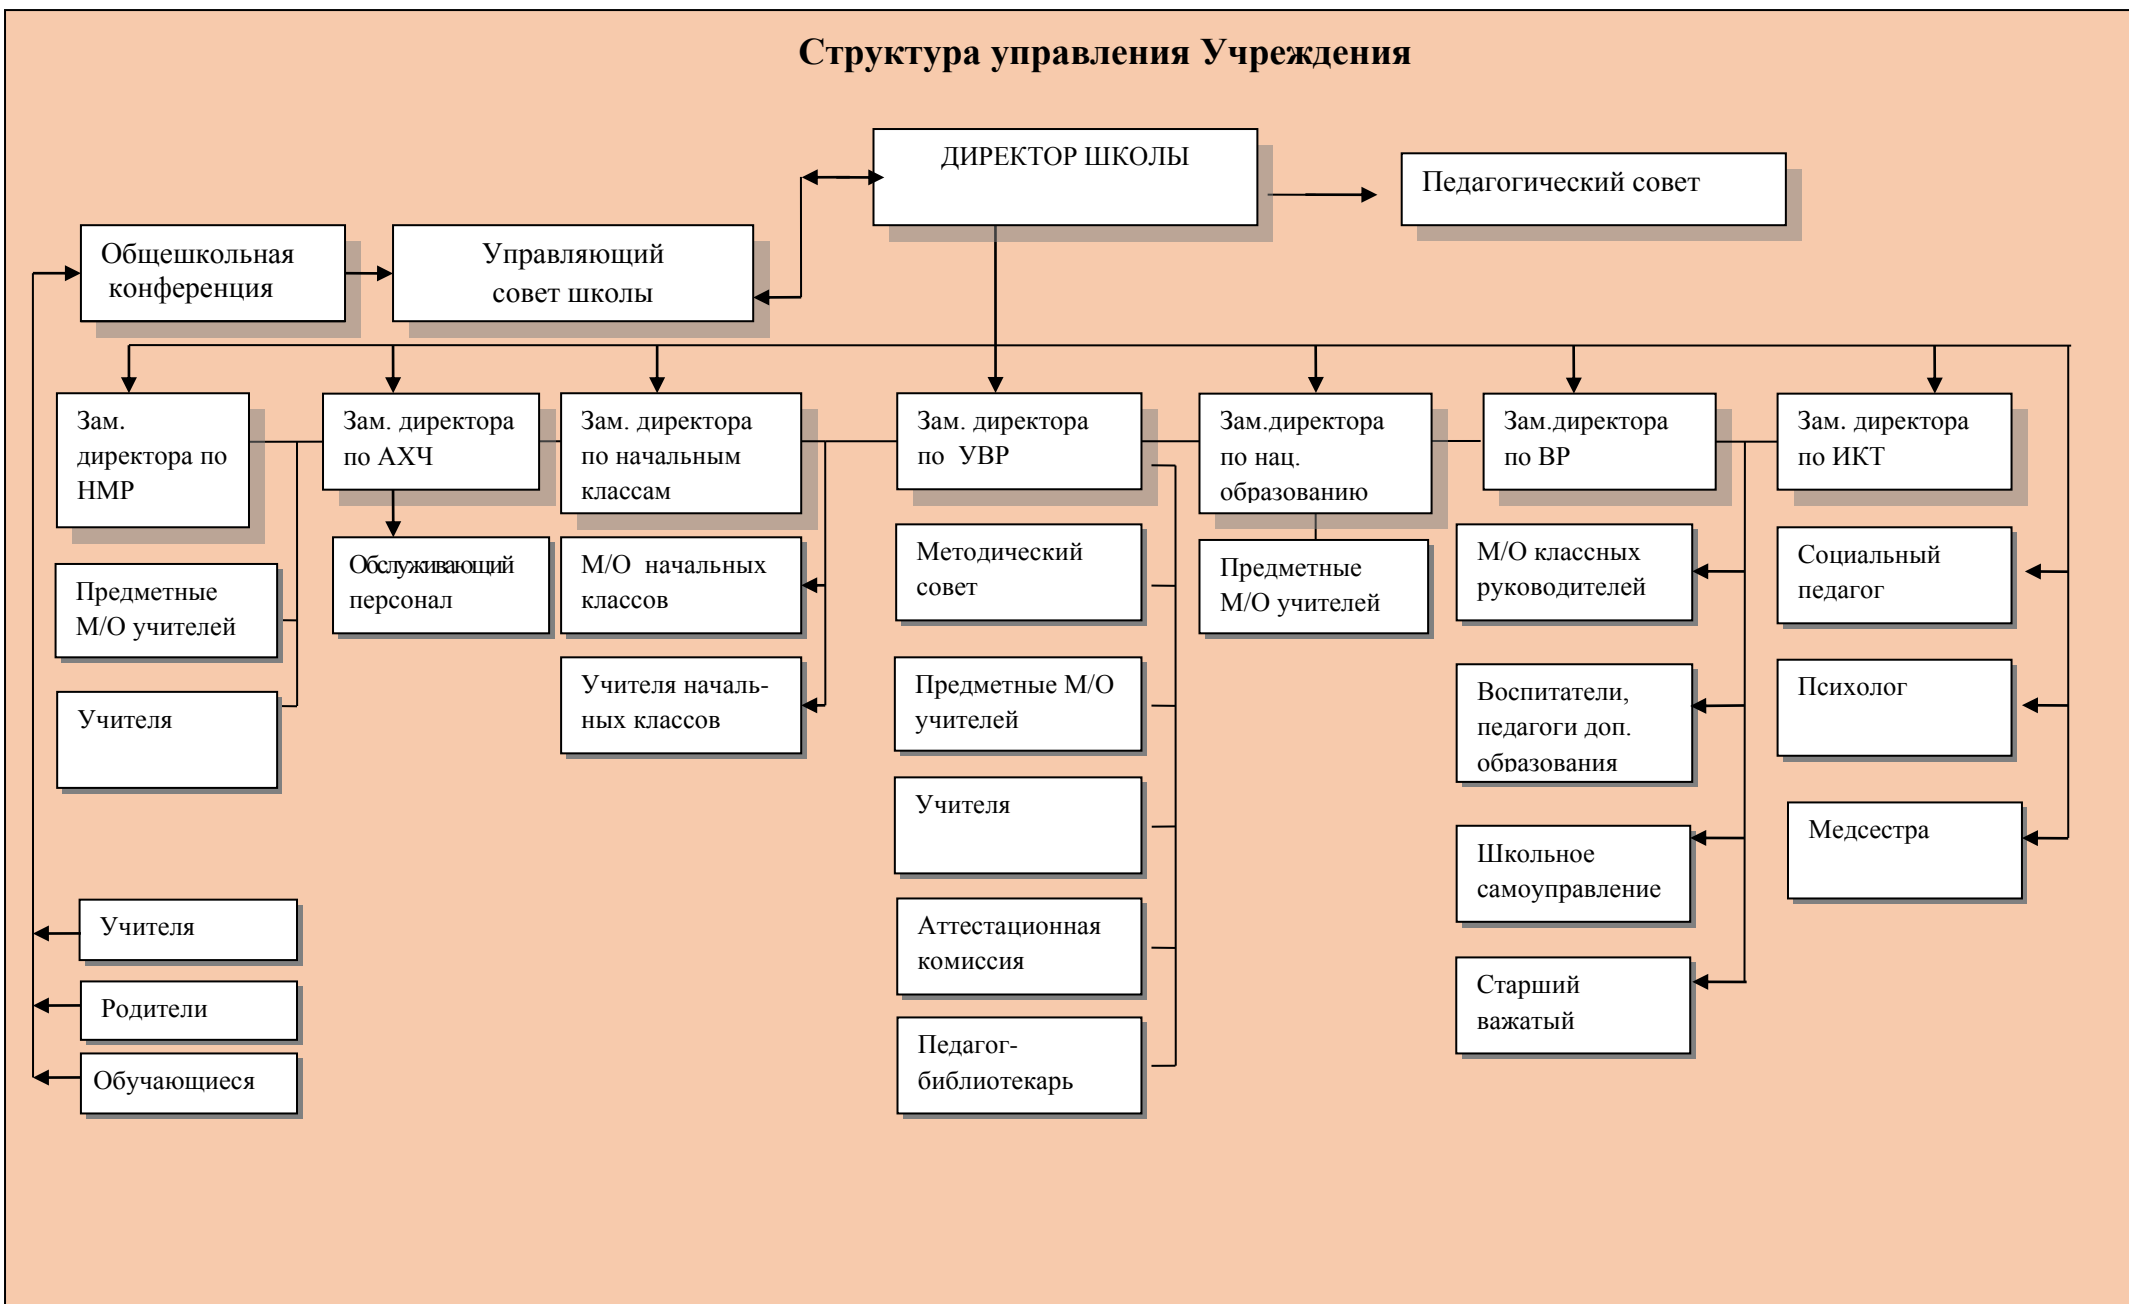 Структура управления Учреждения
ДИРЕКТОР ШКОЛЫ
Педагогический совет
Общешкольная
конференция
Управляющий
совет школы
Зам.
директора по
НМР
Зам. директора
по АХЧ
Зам. директора
по начальным
классам
Зам. директора
по УВР
Зам.директора
по нац.
образованию
Зам.директора
по ВР
Зам. директора
по ИКТ
Предметные
М/О учителей
Учителя
Обслуживающий
персонал
М/О начальных
классов
Учителя началь-
ных классов
Методический
совет
Предметные М/О
учителей
Учителя
Аттестационная
комиссия
Педагог-
библиотекарь
Предметные
М/О учителей
М/О классных
руководителей
Воспитатели,
педагоги доп.
образования
Школьное
самоуправление
Старший
важатый
Социальный
педагог
Психолог
Медсестра
Учителя
Родители
Обучающиеся